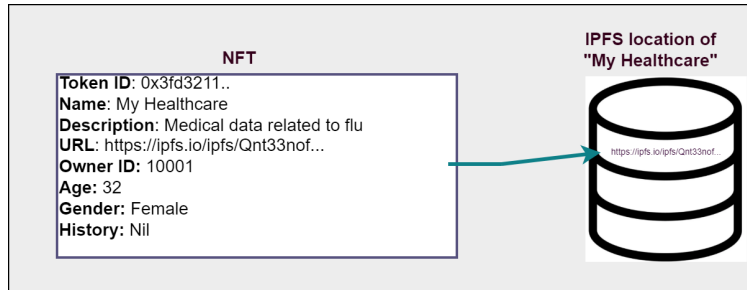 NFT
Token ID: 0x3fd3211..
Name: My Healthcare
Description: Medical data related to flu
URL: https://ipfs.io/ipfs/Qnt33nof...
Owner ID: 10001
Age: 32
Gender: Female
History: Nil
IPFS location of
"My Healthcare"
https://ipfs.io/ipfs/Qnt33nof...